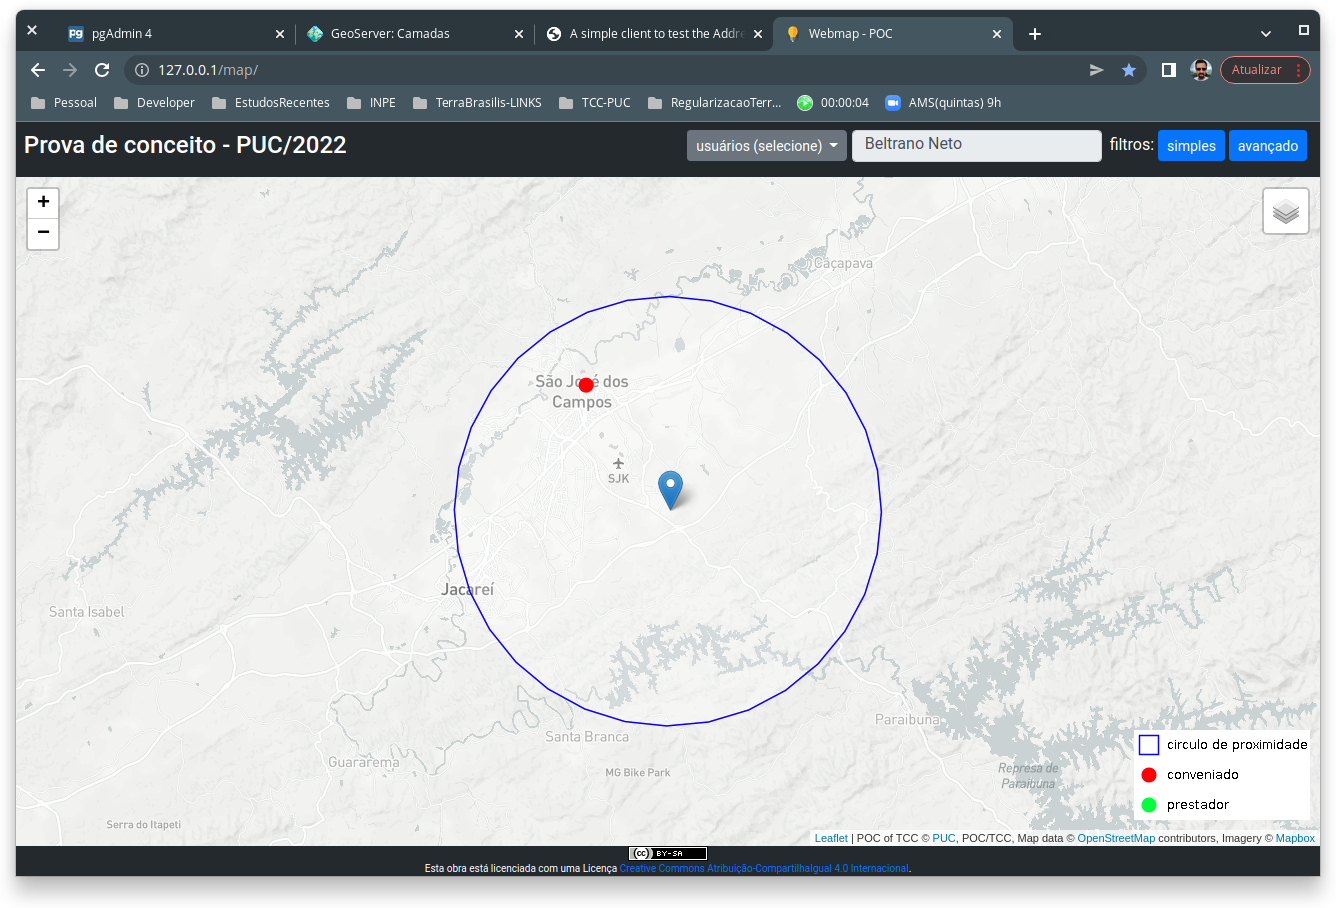 pgAdmin 4
GeoServer: Camadas
A simple client to test the Addre
Webmap - POC
127.0.0.1/map/
Atualizar
Pessoal
Developer
EstudosRecentes
INPE
TerraBrasilis-LINKS
TCC-PUC
RegularizacaoTerr...
00:00:04
AMS(quintas) 9h
Prova de conceito - PUC/2022
usuários (selecione)
Beltrano Neto
filtros:
simples
avançado
+
−
Caçapava
São José dos
Campos
SJK
Jacareí
Santa Isabel
Paraibuna
Santa Branca
Guararema
MG Bike Park
Represa de
Paraibuna
Serra do Itapeti
circulo de proximidade
conveniado
prestador
Leaflet | POC of TCC © PUC, POC/TCC, Map data © OpenStreetMap contributors, Imagery © Mapbox
cc BY-SA
Esta obra está licenciada com uma Licença Creative Commons Atribuição-CompartilhaIgual 4.0 Internacional.